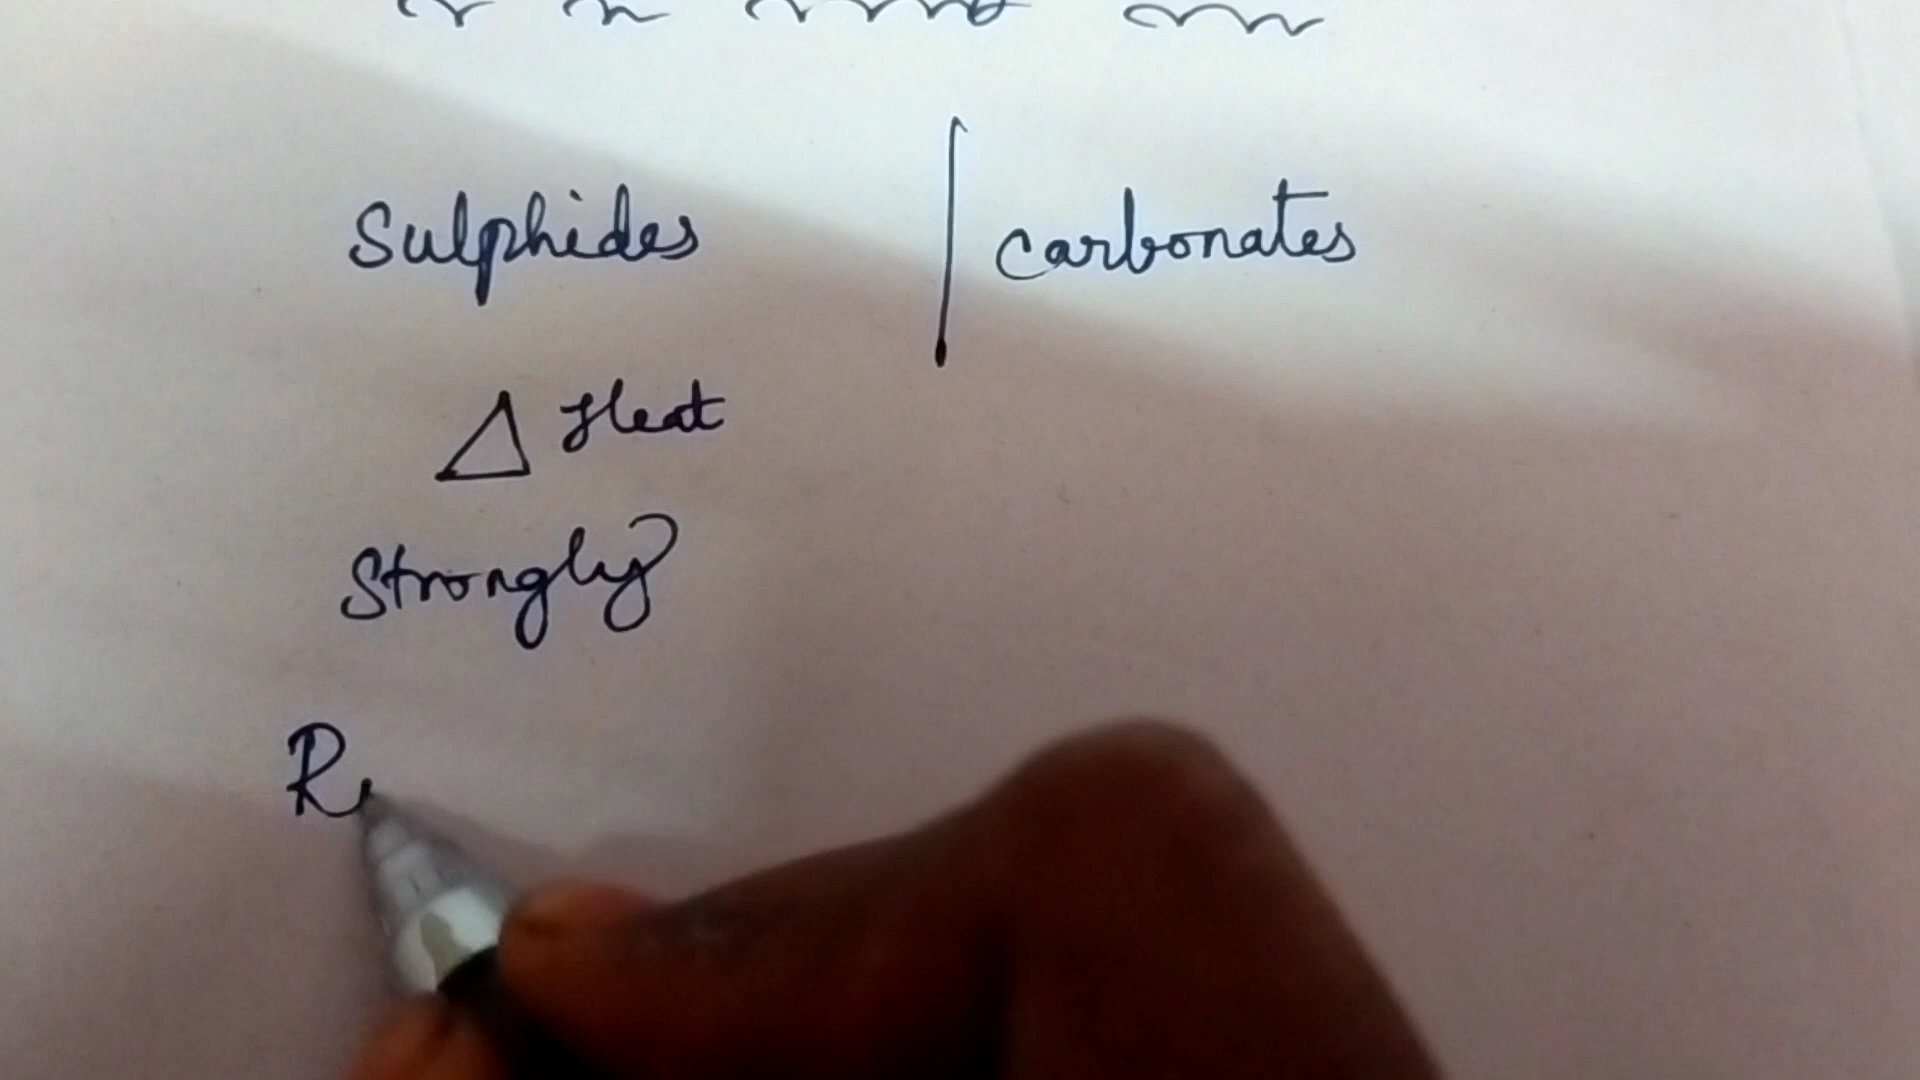 Sulphides | carbonates
Δ Heat
Strongly
R